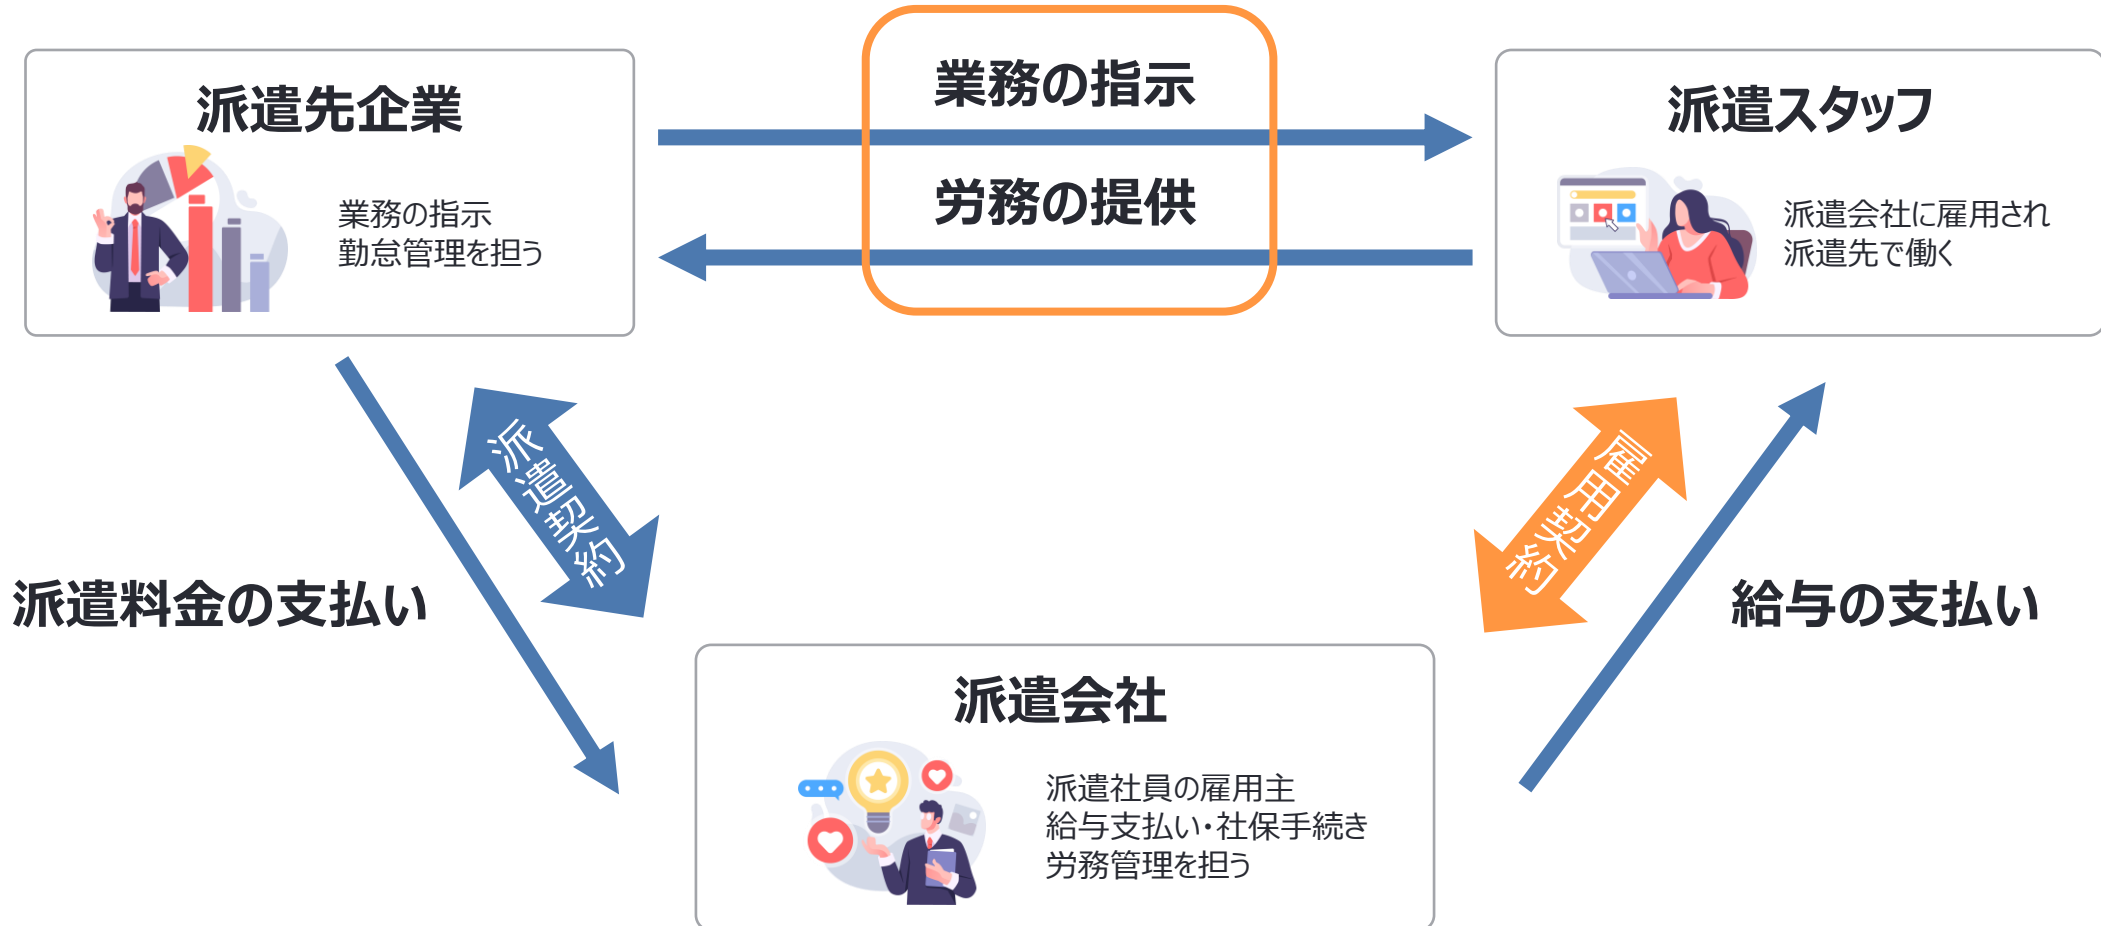 派遣先企業
業務の指示
勤怠管理を担う
業務の指示
労務の提供
派遣スタッフ
派遣会社に雇用され
派遣先で働く
派遣契約
雇用契約
派遣料金の支払い
給与の支払い
派遣会社
派遣社員の雇用主
給与支払い・社保手続き
労務管理を担う